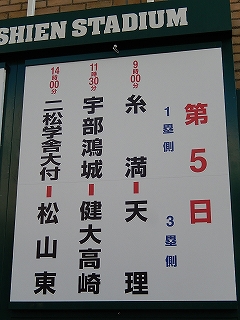 SHIEN STADIUM
第5日
1塁側 3塁側
9時00分 糸満-天理
11時30分 宇部鴻城-健大高崎
14時00分 二松学舎大付-松山東